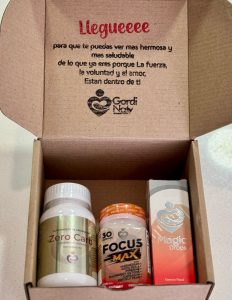 Llegueeee
para que te puedas ver mas hermosa y
mas saludable
de lo que ya eres porque La fuerza,
la voluntad y el amor,
Estan dentro de ti
Gordi
Nat
Zero Carb
30
FOCUS
MAX
Magic
Drops